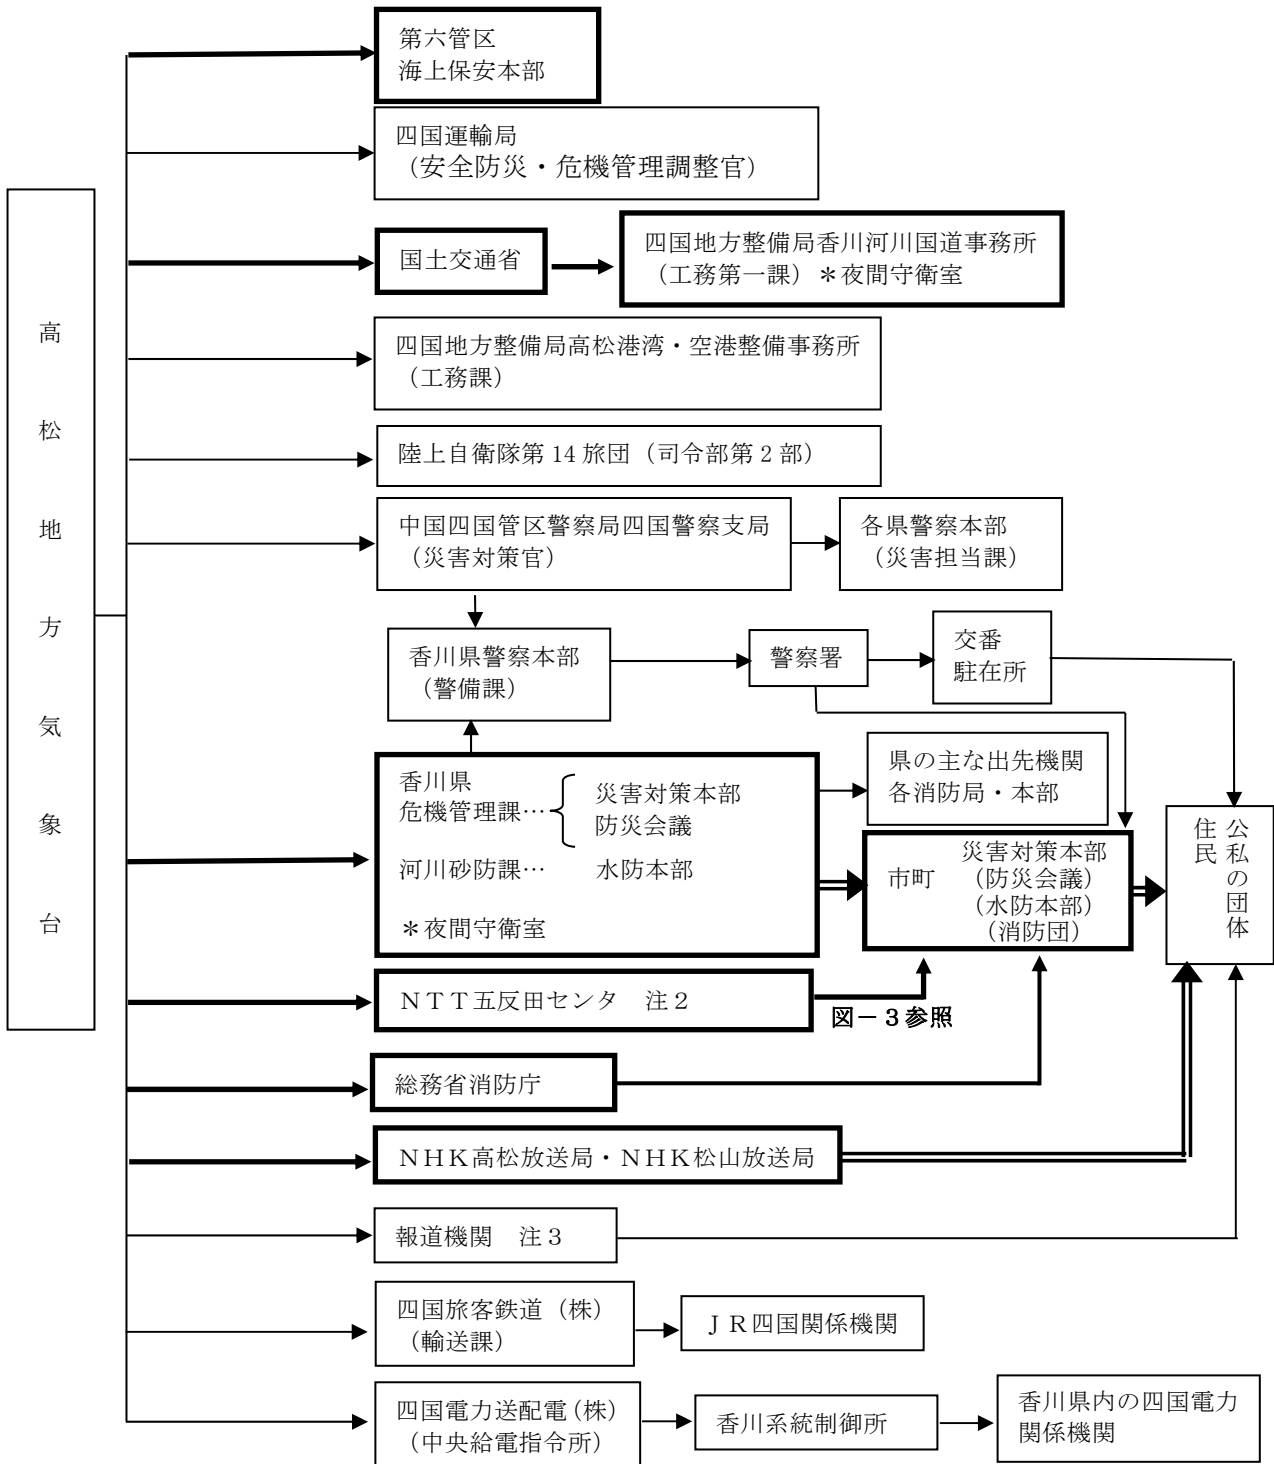 高松地方気象台
第六管区
海上保安本部
四国運輸局
（安全防災・危機管理調整官）
国土交通省
四国地方整備局香川河川国道事務所
（工務第一課）＊夜間守衛室
四国地方整備局高松港湾・空港整備事務所
（工務課）
陸上自衛隊第14旅団（司令部第２部）
中国四国管区警察局四国警察支局
（災害対策官）
各県警察本部
（災害担当課）
香川県警察本部
（警備課）
警察署
交番
駐在所
香川県
危機管理課…
災害対策本部
防災会議
河川砂防課…　水防本部
＊夜間守衛室
県の主な出先機関
各消防局・本部
市町
災害対策本部
（防災会議）
（水防本部）
（消防団）
公私の団体
住民
ＮＴＴ五反田センタ　注２
図－３参照
総務省消防庁
ＮＨＫ高松放送局・ＮＨＫ松山放送局
報道機関　注３
四国旅客鉄道（株）
（輸送課）
ＪＲ四国関係機関
四国電力送配電（株）
（中央給電指令所）
香川系統制御所
香川県内の四国電力
関係機関